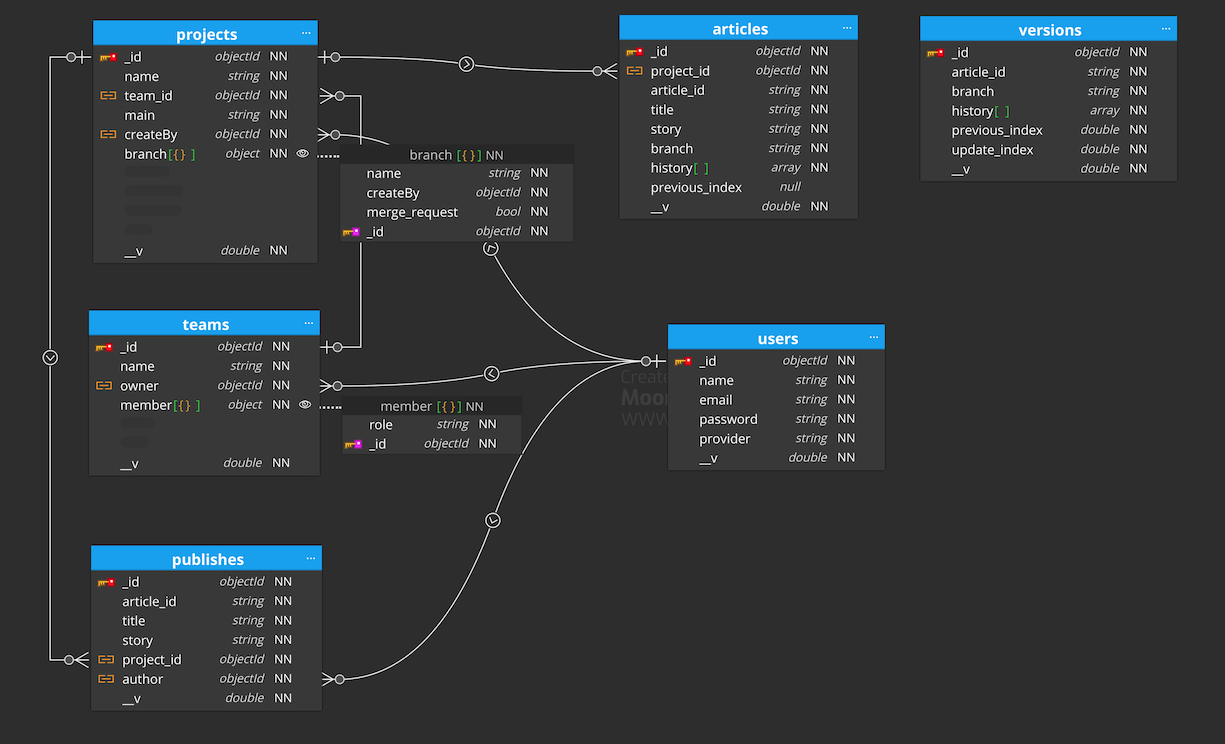 projects ...
_id objectId NN
name string NN
team_id objectId NN
main string NN
createBy objectId NN
branch[{} ] object NN
__v double NN
branch [{}] NN
name string NN
createBy objectId NN
merge_request bool NN
_id objectId NN
articles ...
_id objectId NN
project_id objectId NN
article_id string NN
title string NN
story string NN
branch string NN
history[ ] array NN
previous_index null
__v double NN
versions ...
_id objectId NN
article_id string NN
branch string NN
history[ ] array NN
previous_index double NN
update_index double NN
__v double NN
teams ...
_id objectId NN
name string NN
owner objectId NN
member[{} ] object NN
__v double NN
member [{}] NN
role string NN
_id objectId NN
users ...
_id objectId NN
name string NN
email string NN
password string NN
provider string NN
__v double NN
publishes ...
_id objectId NN
article_id string NN
title string NN
story string NN
project_id objectId NN
author objectId NN
__v double NN